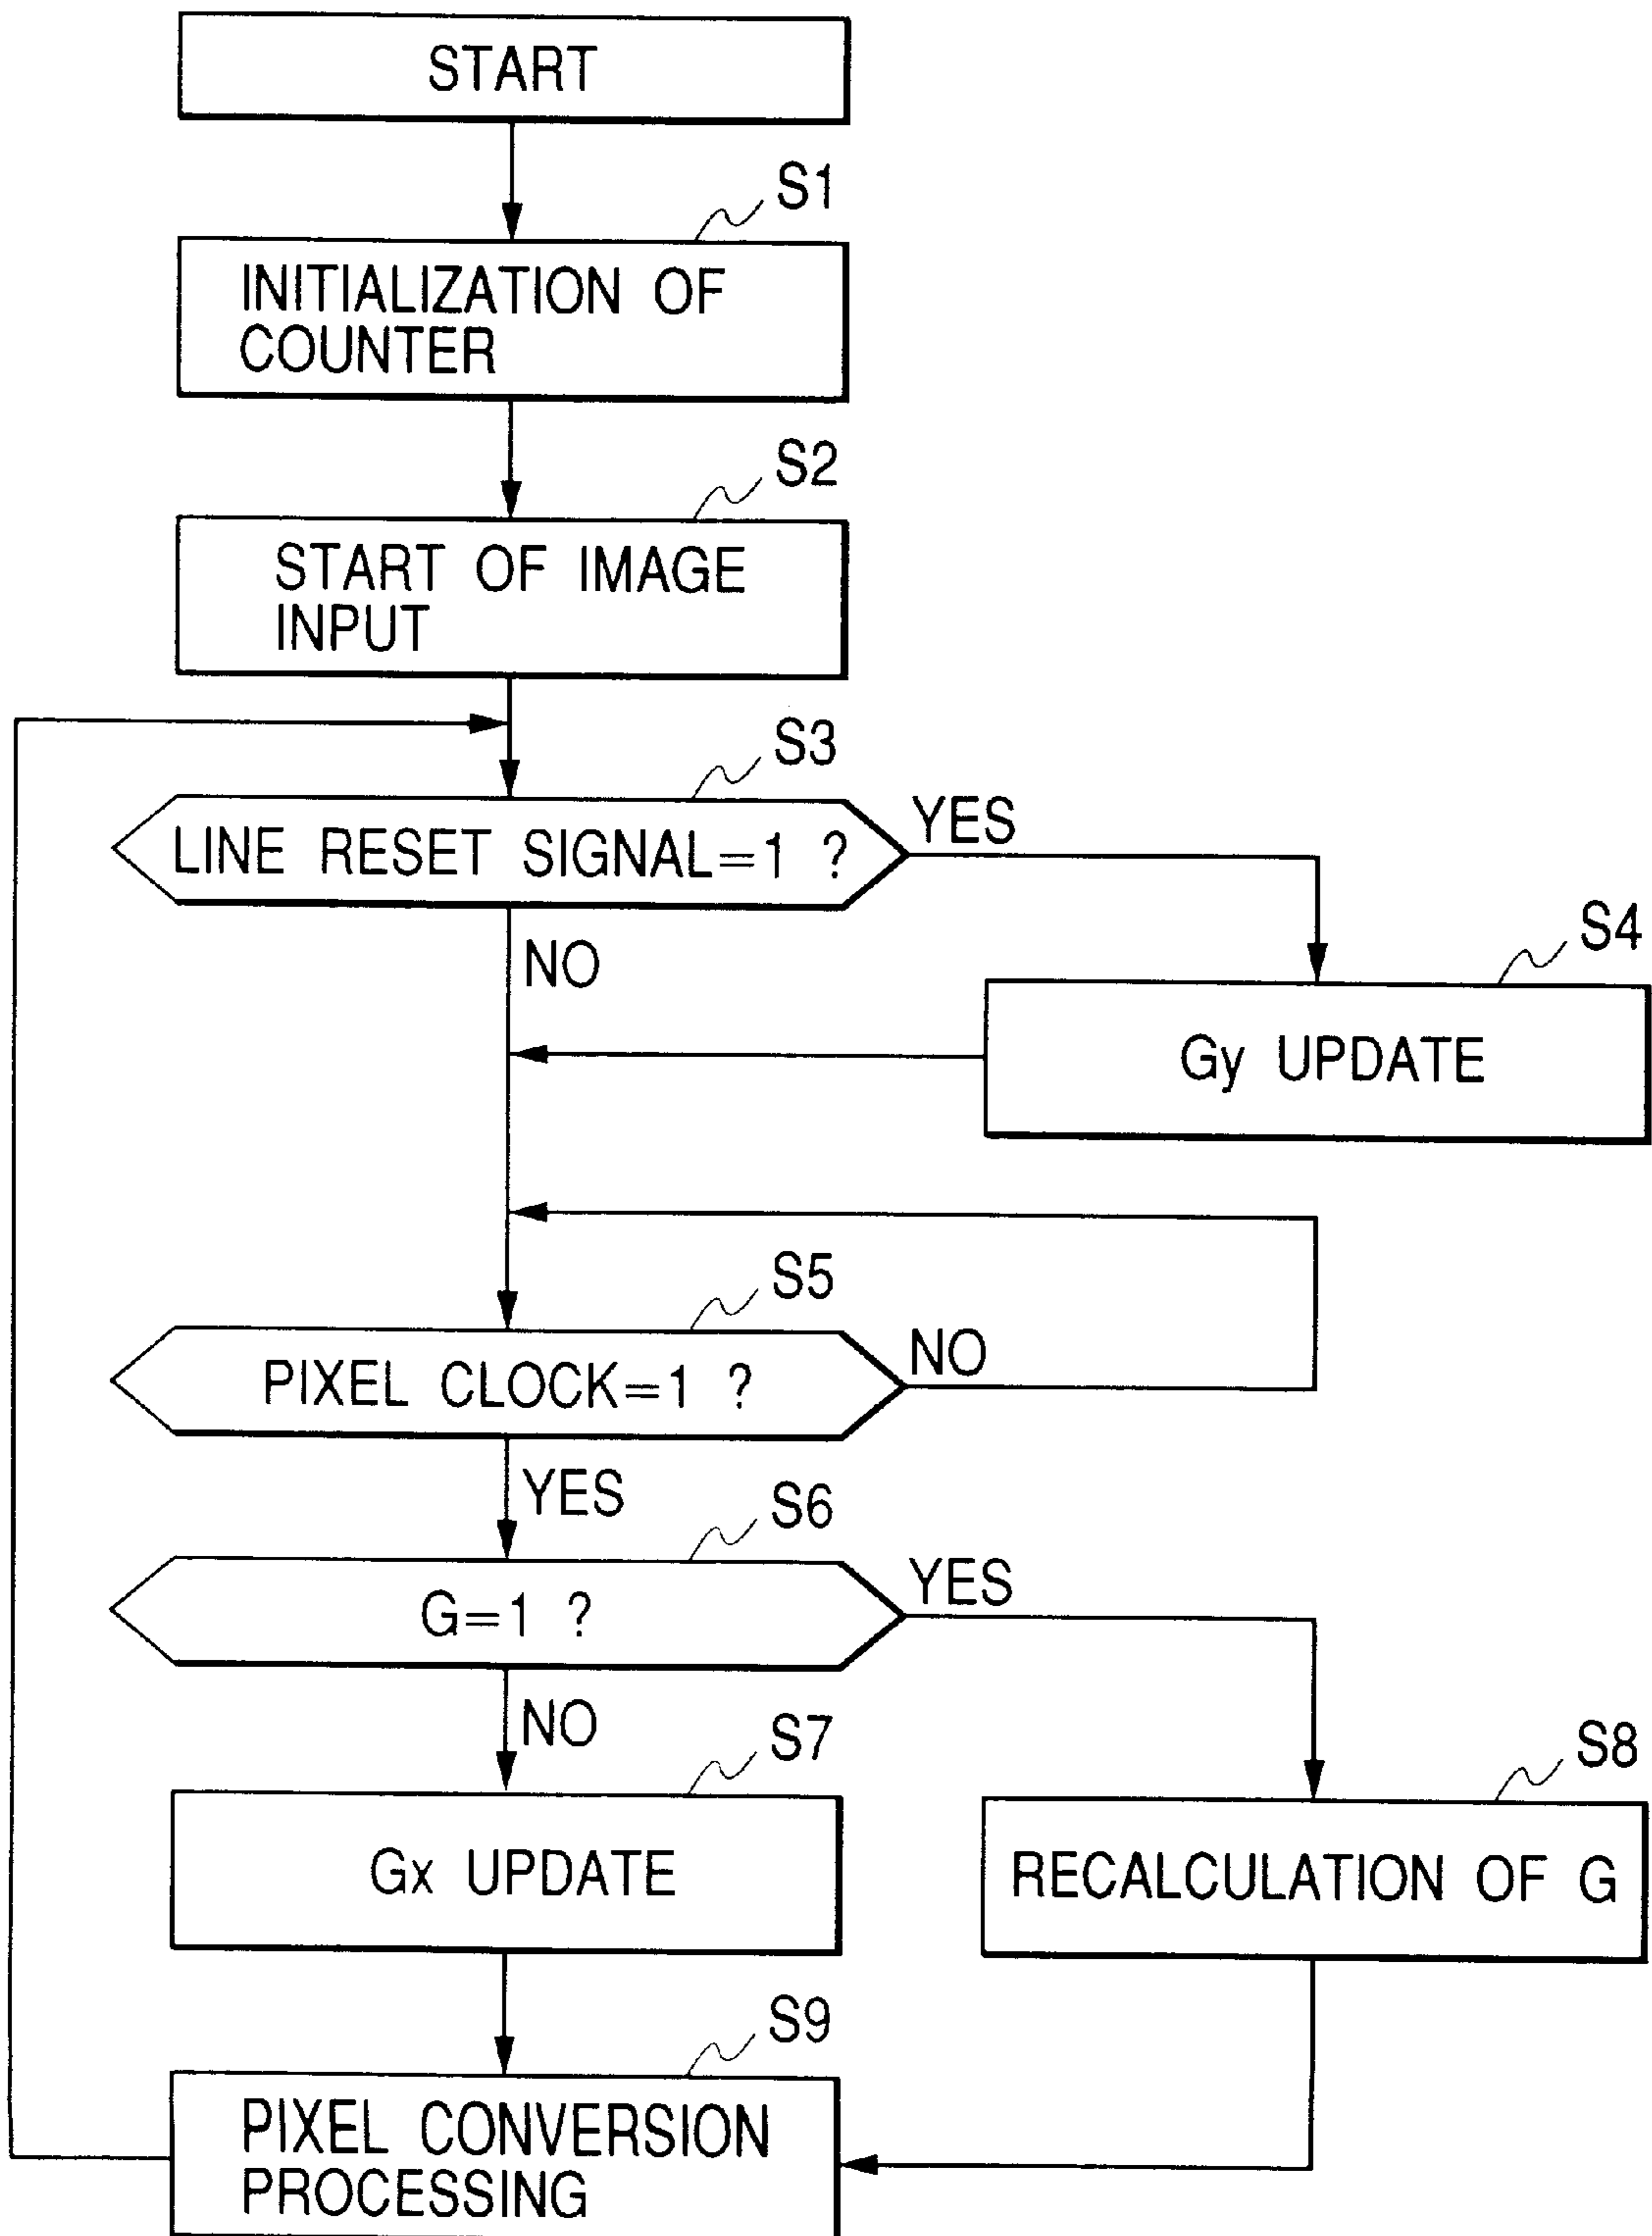 START
S1
INITIALIZATION OF
COUNTER
S2
START OF IMAGE
INPUT
S3
LINE RESET SIGNAL=1 ?
YES
NO
S4
Gy UPDATE
S5
PIXEL CLOCK=1 ?
NO
YES
S6
G=1 ?
YES
NO
S7
Gx UPDATE
S8
RECALCULATION OF G
S9
PIXEL CONVERSION
PROCESSING